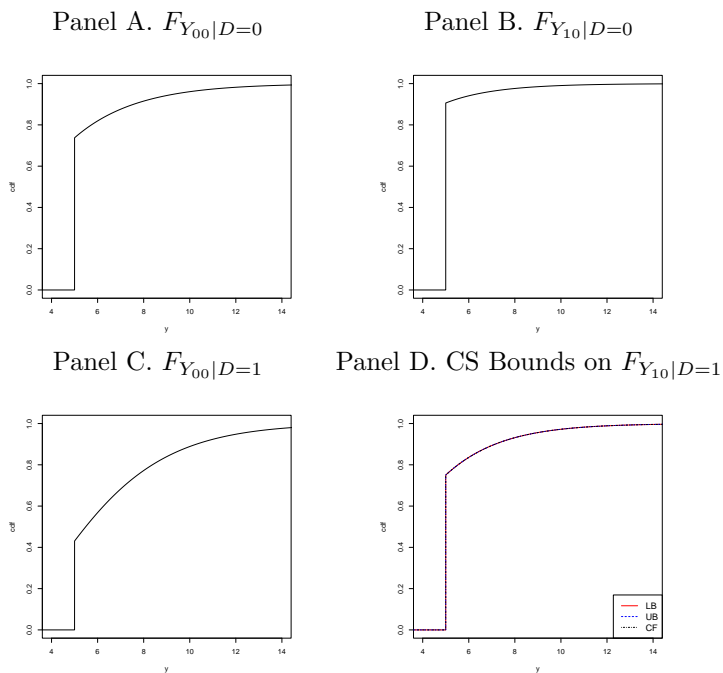 Panel A. F_{Y_{00}|D=0}
Panel B. F_{Y_{10}|D=0}
cdf
0.0 0.2 0.4 0.6 0.8 1.0
4 6 8 10 12 14
y
cdf
0.0 0.2 0.4 0.6 0.8 1.0
4 6 8 10 12 14
y
Panel C. F_{Y_{00}|D=1}
Panel D. CS Bounds on F_{Y_{10}|D=1}
cdf
0.0 0.2 0.4 0.6 0.8 1.0
4 6 8 10 12 14
y
cdf
0.0 0.2 0.4 0.6 0.8 1.0
4 6 8 10 12 14
y
LB
UB
CF